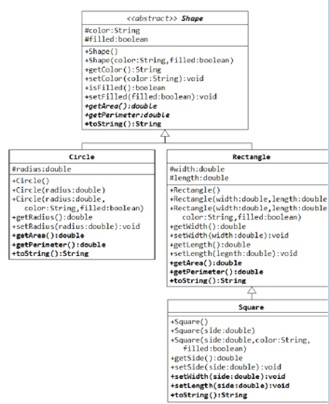 <<abstract>> Shape
#color:String
#filled:boolean
+Shape()
+Shape(color:String,filled:boolean)
+getColor():String
+setColor(color:String):void
+isFilled():boolean
+setFilled(filled:boolean):void
+getArea():double
+getPerimeter:double
+toString():String
Circle
#radius:double
+Circle()
+Circle(radius:double)
+Circle(radius:double,
color:String,filled:boolean)
+getRadius():double
+setRadius(radius:double):void
+getArea():double
+getPerimeter():double
+toString():String
Rectangle
#width:double
#length:double
+Rectangle()
+Rectangle(width:double,length:double
+Rectangle(width:double,length:double
color:String,filled:boolean)
+getWidth():double
+setWidth(width:double):void
+getLength():double
+setLength(legnth:double):void
+getArea():double
+getPerimeter():double
+toString():String
Square
+Square()
+Square(side:double)
+Square(side:double,color:String,
filled:boolean)
+getSide():double
+setSide(side:double):void
+setWidth(side:double):void
+setLength(side:double):void
+toString():String